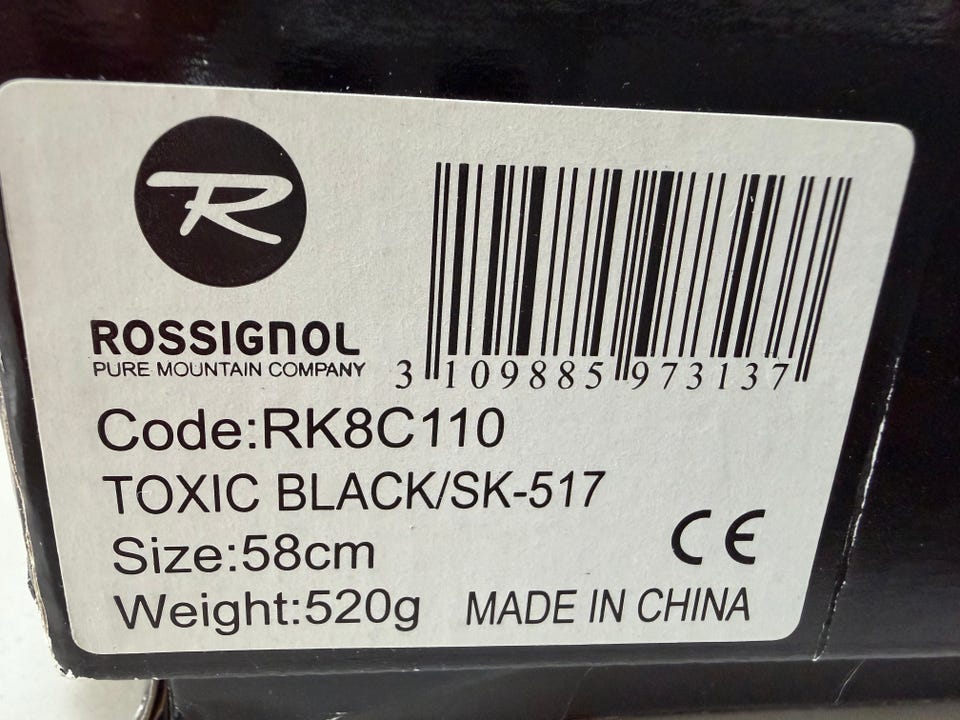 R
ROSSIGNOL
PURE MOUNTAIN COMPANY
3 109885 973137
Code:RK8C110
TOXIC BLACK/SK-517
Size:58cm
CE
Weight:520g MADE IN CHINA